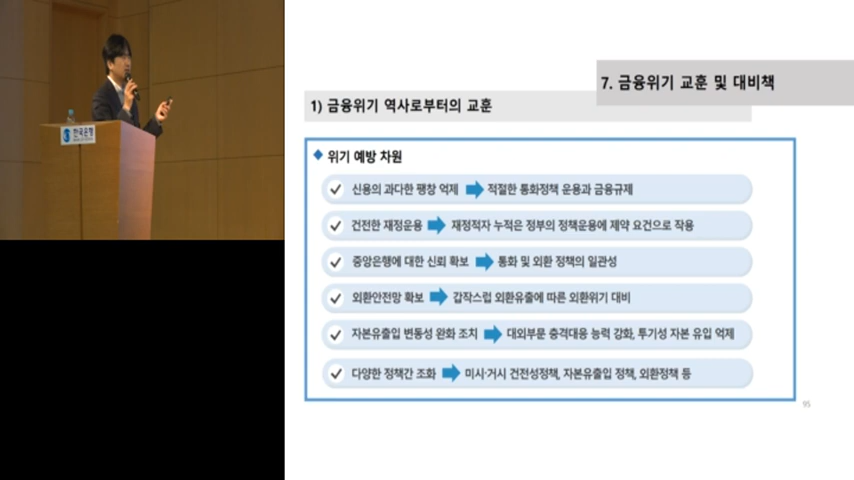 한국은행
7. 금융위기 교훈 및 대비책
1) 금융위기 역사로부터의 교훈
위기 예방 차원
신용의 과다한 팽창 억제 적절한 통화정책 운용과 금융규제
건전한 재정운용 재정적자 누적은 정부의 정책운용에 제약 요건으로 작용
중앙은행에 대한 신뢰 확보 통화 및 외환 정책의 일관성
외환안전망 확보 갑작스럽 외환유출에 따른 외환위기 대비
자본유출입 변동성 완화 조치 대외부문 충격대응 능력 강화, 투기성 자본 유입 억제
다양한 정책간 조화 미시·거시 건전성정책, 자본유출입 정책, 외환정책 등
95